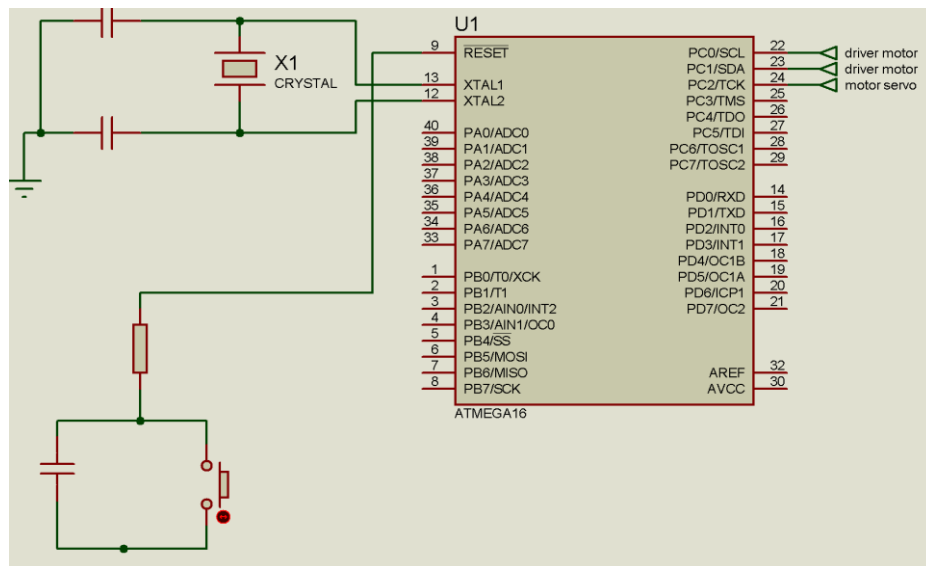 U1
X1
CRYSTAL
9 RESET
13 XTAL1
12 XTAL2
40 PA0/ADC0
39 PA1/ADC1
38 PA2/ADC2
37 PA3/ADC3
36 PA4/ADC4
35 PA5/ADC5
34 PA6/ADC6
33 PA7/ADC7
1 PB0/T0/XCK
2 PB1/T1
3 PB2/AIN0/INT2
4 PB3/AIN1/OC0
5 PB4/SS
6 PB5/MOSI
7 PB6/MISO
8 PB7/SCK
PC0/SCL 22 driver motor
PC1/SDA 23 driver motor
PC2/TCK 24 motor servo
PC3/TMS 25
PC4/TDO 26
PC5/TDI 27
PC6/TOSC1 28
PC7/TOSC2 29
PD0/RXD 14
PD1/TXD 15
PD2/INT0 16
PD3/INT1 17
PD4/OC1B 18
PD5/OC1A 19
PD6/ICP1 20
PD7/OC2 21
AREF 32
AVCC 30
ATMEGA16